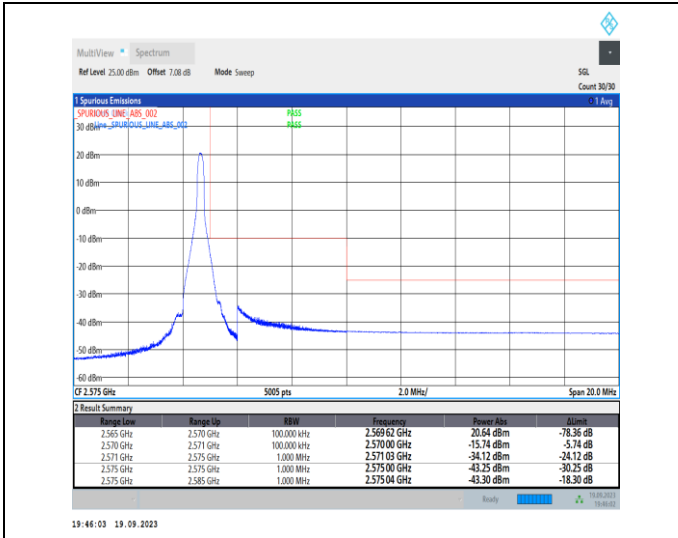 MultiView Spectrum
Ref Level 25.00 dBm Offset 7.08 dB Mode Sweep SGL
Count 30/30
1 Spurious Emissions 1 Avg
SPURIOUS_LINE_ABS_002 PASS
30 dBm Line _SPURIOUS_LINE_ABS_002 PASS
20 dBm
10 dBm
0 dBm
-10 dBm
-20 dBm
-30 dBm
-40 dBm
-50 dBm
-60 dBm
CF 2.575 GHz 5005 pts 2.0 MHz/ Span 20.0 MHz
2 Result Summary
Range Low Range Up RBW Frequency Power Abs ΔLimit
2.565 GHz 2.570 GHz 100.000 kHz 2.569 62 GHz 20.64 dBm -78.36 dB
2.570 GHz 2.571 GHz 100.000 kHz 2.570 00 GHz -15.74 dBm -5.74 dB
2.571 GHz 2.575 GHz 1.000 MHz 2.571 03 GHz -34.12 dBm -24.12 dB
2.575 GHz 2.575 GHz 1.000 MHz 2.575 00 GHz -43.25 dBm -30.25 dB
2.575 GHz 2.585 GHz 1.000 MHz 2.575 04 GHz -43.30 dBm -18.30 dB
Ready 19.09.2023
19:46:02
19:46:03 19.09.2023